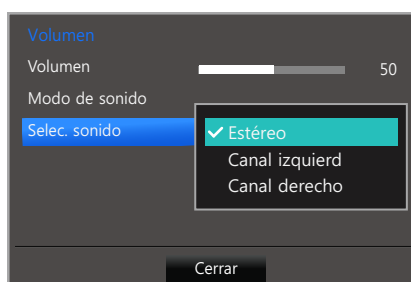 Volumen
Volumen 50
Modo de sonido
Selec. sonido
Estéreo
Canal izquierd
Canal derecho
Cerrar